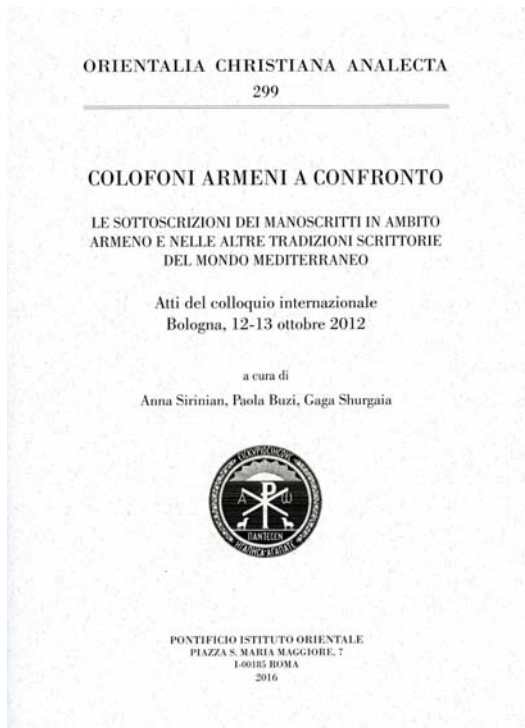 ORIENTALIA CHRISTIANA ANALECTA
299
COLOFONI ARMENI A CONFRONTO
LE SOTTOSCRIZIONI DEI MANOSCRITTI IN AMBITO
ARMENO E NELLE ALTRE TRADIZIONI SCRITTORIE
DEL MONDO MEDITERRANEO
Atti del colloquio internazionale
Bologna, 12-13 ottobre 2012
a cura di
Anna Sirinian, Paola Buzi, Gaga Shurgaia
Α Ρ Ω
ΠΑΝΤΕϹΕΝ
PONTIFICIO ISTITUTO ORIENTALE
PIAZZA S. MARIA MAGGIORE, 7
I-00185 ROMA
2016